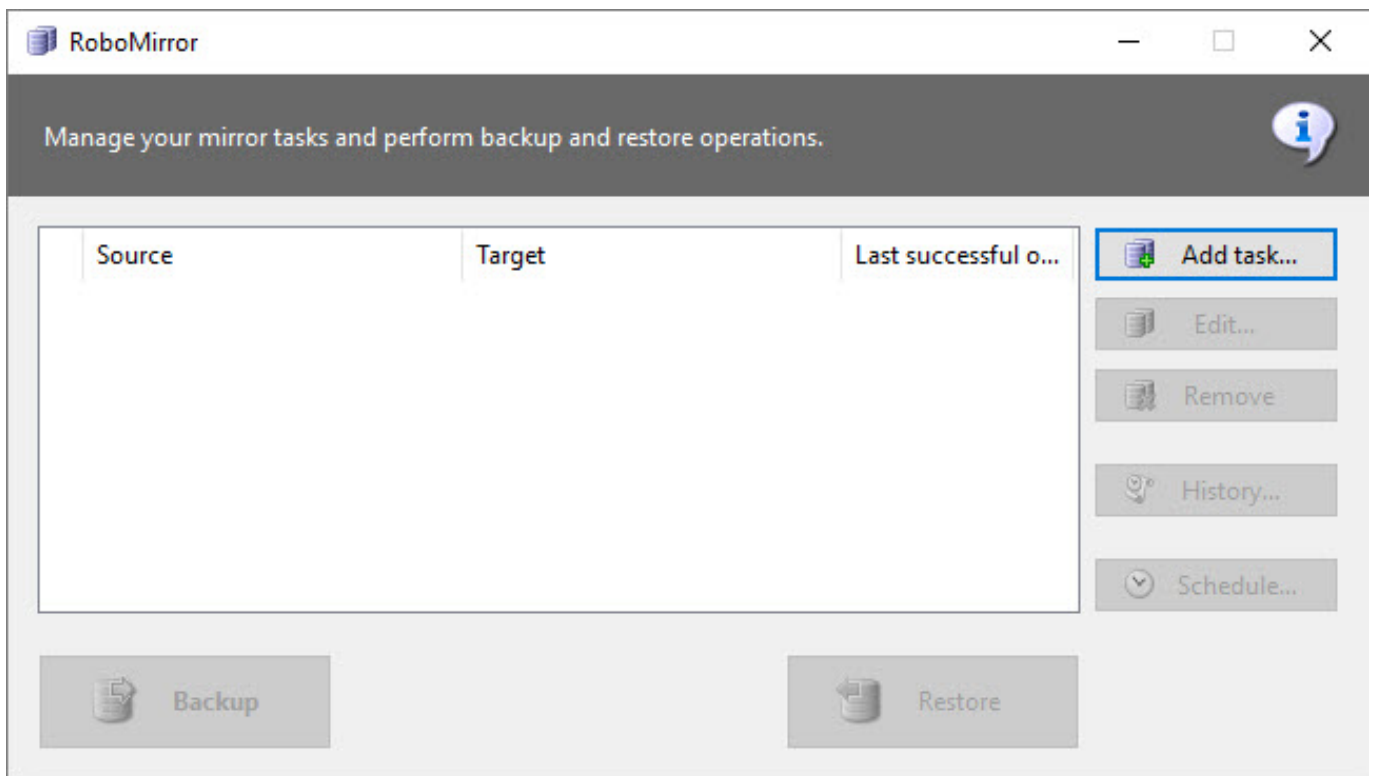 RoboMirror
Manage your mirror tasks and perform backup and restore operations.
Source Target Last successful o...
Add task...
Edit...
Remove
History...
Schedule...
Backup Restore